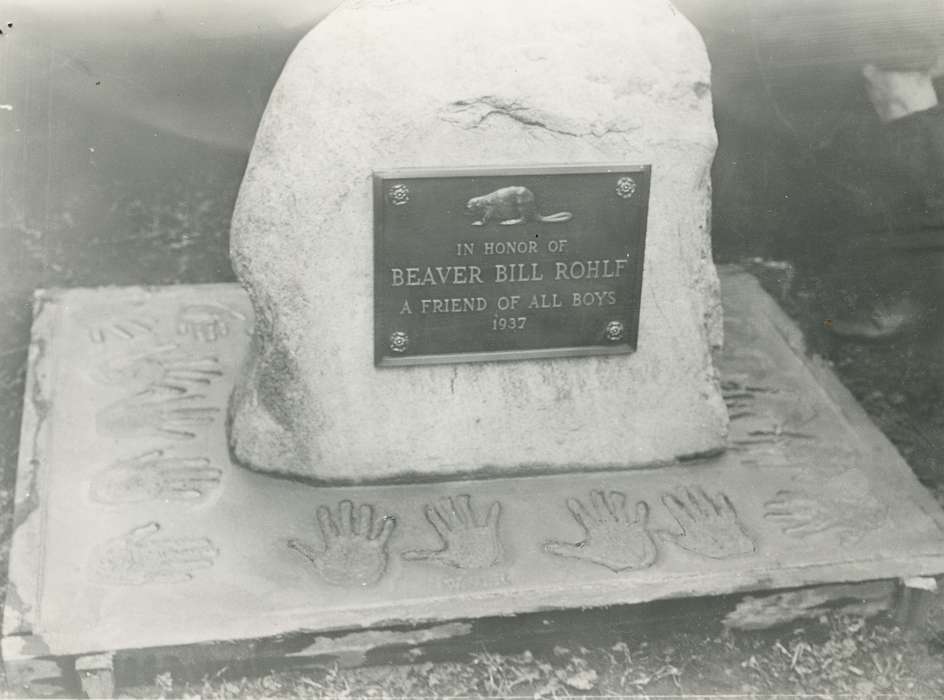 IN HONOR OF
BEAVER BILL ROHLF
A FRIEND OF ALL BOYS
1937